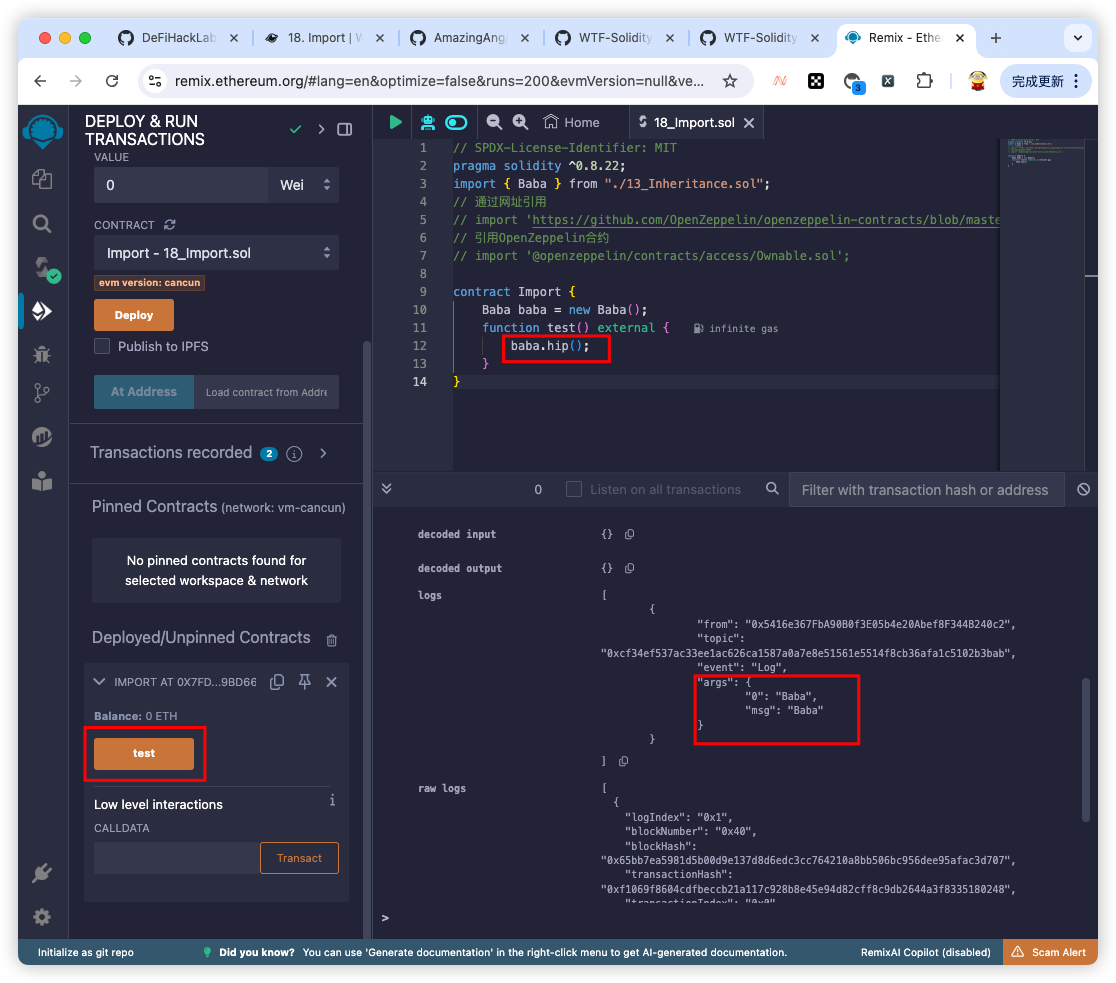 DeFiHackLab
18. Import | W
AmazingAng/
WTF-Solidity
WTF-Solidity
Remix - Ethe
remix.ethereum.org/#lang=en&optimize=false&runs=200&evmVersion=null&ve...
3
完成更新
DEPLOY & RUN
TRANSACTIONS
VALUE
0
Wei
CONTRACT
Import - 18_Import.sol
evm version: cancun
Deploy
Publish to IPFS
At Address
Load contract from Addre
Transactions recorded 2
Pinned Contracts (network: vm-cancun)
No pinned contracts found for
selected workspace & network
Deployed/Unpinned Contracts
IMPORT AT 0X7FD...9BD66
Balance: 0 ETH
test
Low level interactions
CALLDATA
Transact
Home
18_Import.sol
1 // SPDX-License-Identifier: MIT
2 pragma solidity ^0.8.22;
3 import { Baba } from "./13_Inheritance.sol";
4 // 通过网址引用
5 // import 'https://github.com/OpenZeppelin/openzeppelin-contracts/blob/maste
6 // 引用OpenZeppelin合约
7 // import '@openzeppelin/contracts/access/Ownable.sol';
8
9 contract Import {
10 Baba baba = new Baba();
11 function test() external { infinite gas
12 baba.hip();
13 }
14 }
0
Listen on all transactions
Filter with transaction hash or address
decoded input {}
decoded output {}
logs [
{
"from": "0x5416e367FbA90B0f3E05b4e20Abef8F344B240c2",
"topic":
"0xcf34ef537ac33ee1ac626ca1587a0a7e8e51561e5514f8cb36afa1c5102b3bab",
"event": "Log",
"args": {
"0": "Baba",
"msg": "Baba"
}
}
]
raw logs [
{
"logIndex": "0x1",
"blockNumber": "0x40",
"blockHash":
"0x65bb7ea5981d5b00d9e137d8d6edc3cc764210a8bb506bc956dee95afac3d707",
"transactionHash":
"0xf1069f8604cdfbeccb21a117c928b8e45e94d82cff8c9db2644a3f8335180248",
"transactionIndex": "0x0"
>
Initialize as git repo
Did you know? You can use 'Generate documentation' in the right-click menu to get AI-generated documentation.
RemixAI Copilot (disabled)
Scam Alert